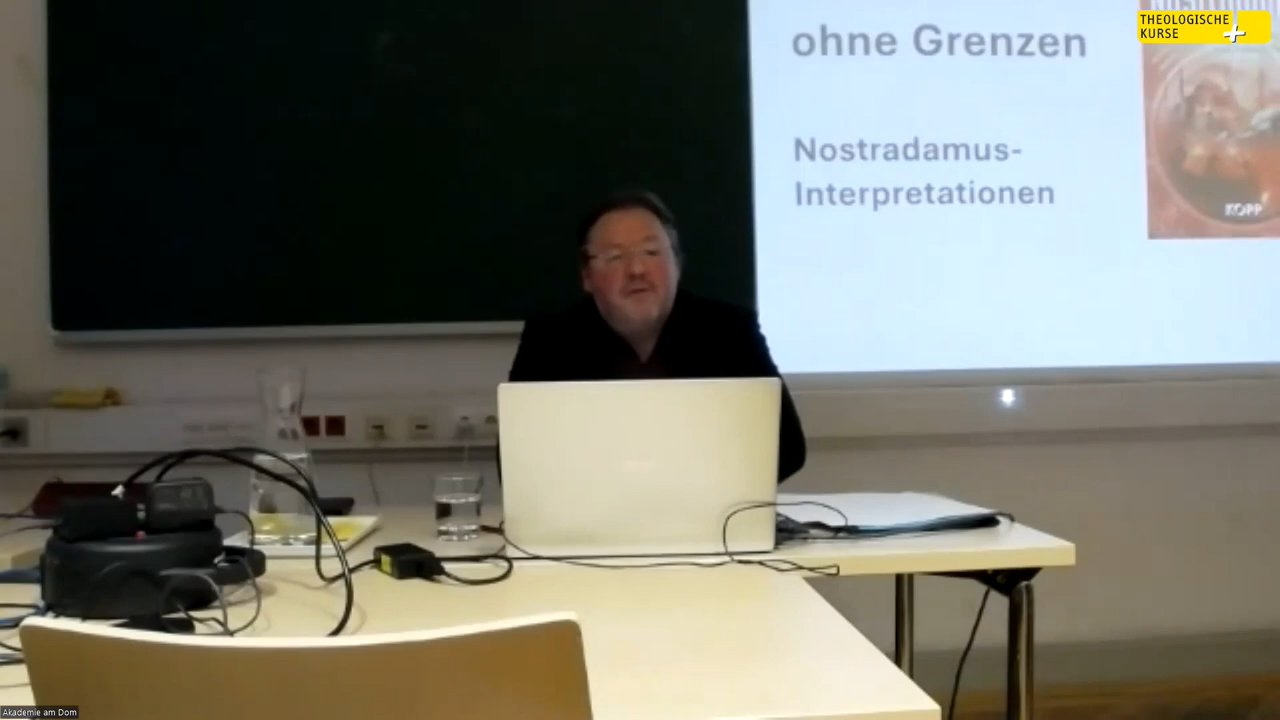 THEOLOGISCHE
KURSE
ohne Grenzen
Nostradamus-
Interpretationen
KOPP
Akademie am Dom